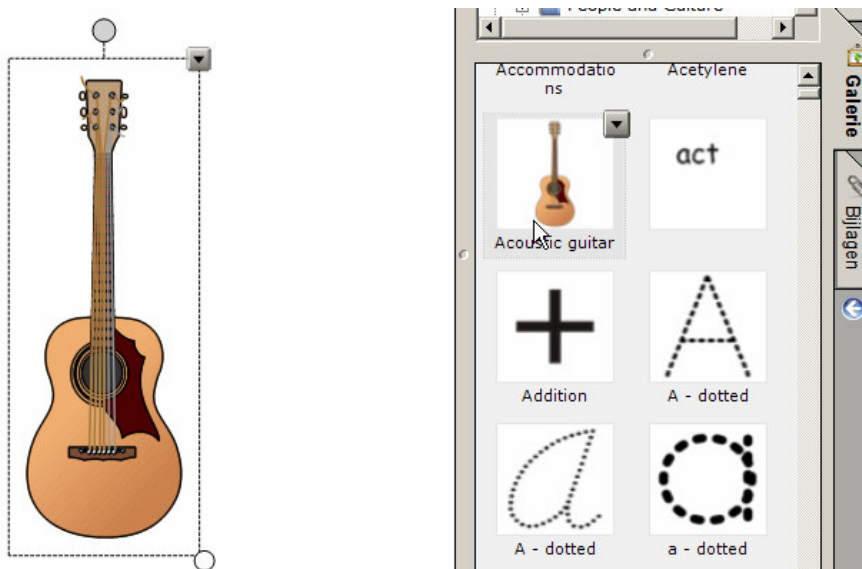 People and Culture
Accommodatio
ns
Acetylene
act
Acoustic guitar
Addition
A
A - dotted
a
A - dotted
a
a - dotted
Galerie
Bijlagen